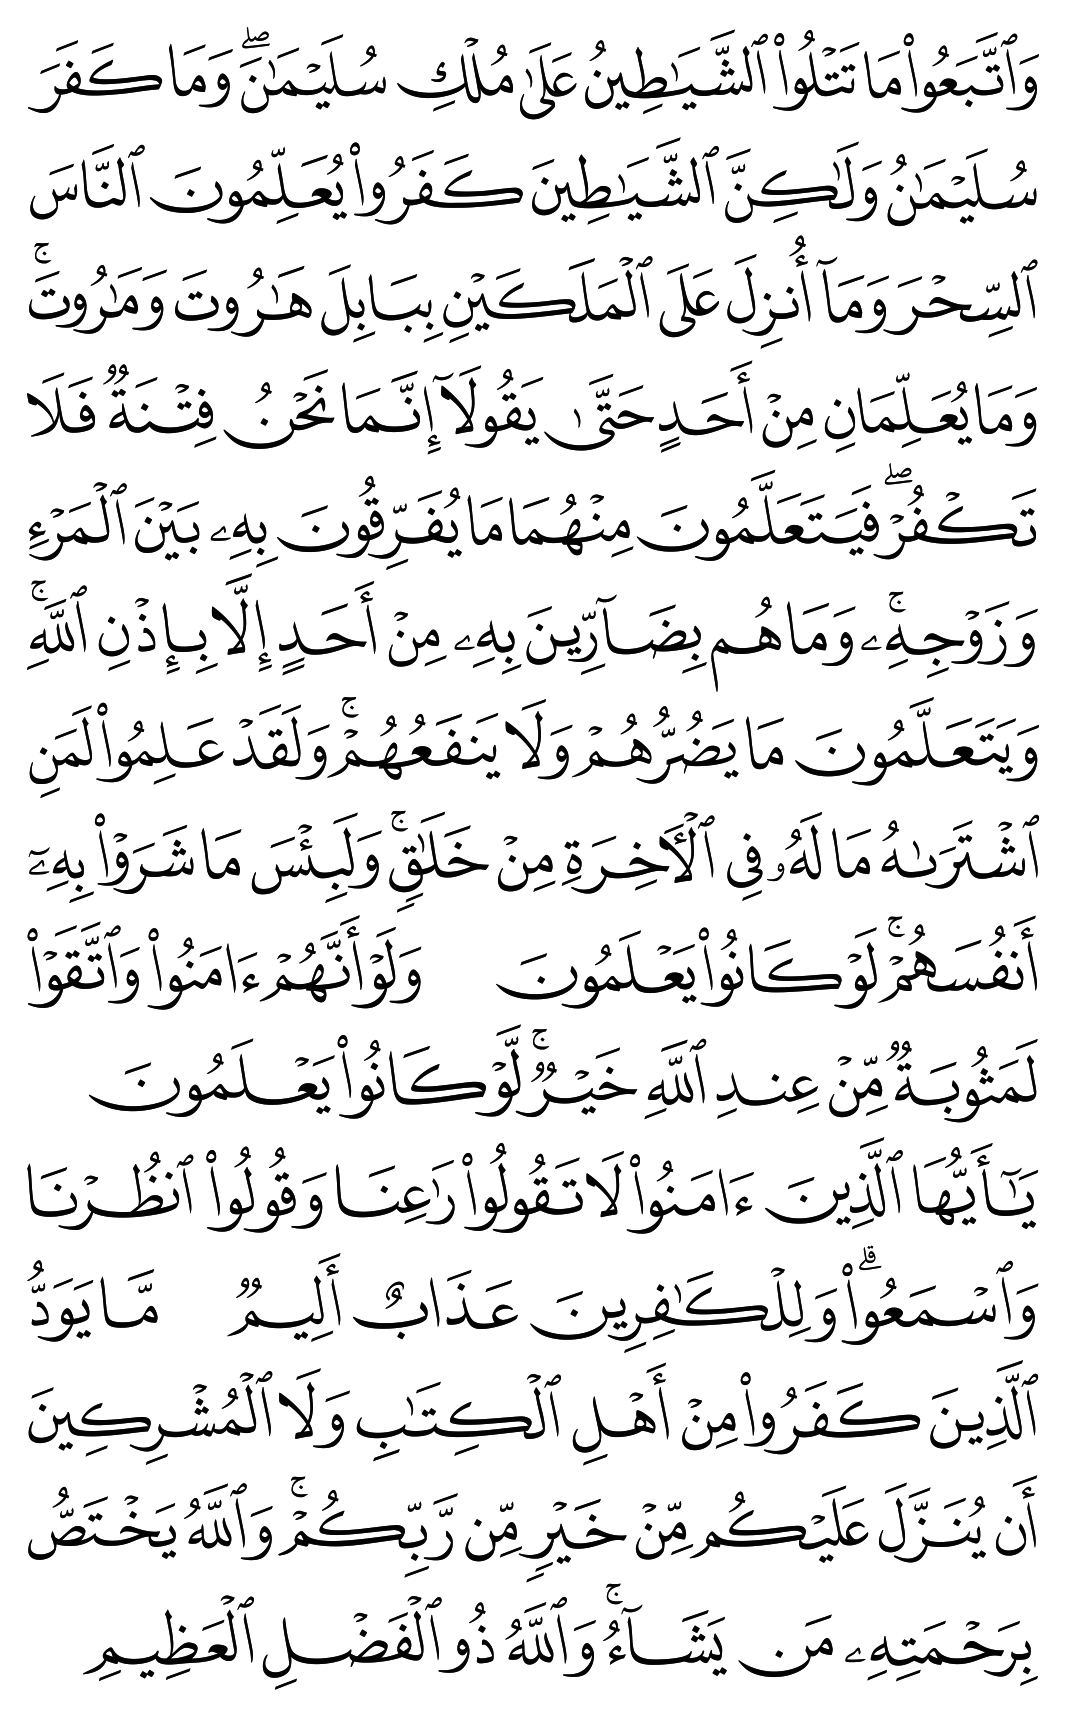 وَٱتَّبَعُوا۟ مَا تَتْلُوا۟ ٱلشَّيَـٰطِينُ عَلَىٰ مُلْكِ سُلَيْمَـٰنَ ۖ وَمَا كَفَرَ
سُلَيْمَـٰنُ وَلَـٰكِنَّ ٱلشَّيَـٰطِينَ كَفَرُوا۟ يُعَلِّمُونَ ٱلنَّاسَ
ٱلسِّحْرَ وَمَآ أُنزِلَ عَلَى ٱلْمَلَكَيْنِ بِبَابِلَ هَـٰرُوتَ وَمَـٰرُوتَ ۚ
وَمَا يُعَلِّمَانِ مِنْ أَحَدٍ حَتَّىٰ يَقُولَآ إِنَّمَا نَحْنُ فِتْنَةٌ فَلَا
تَكْفُرْ ۖ فَيَتَعَلَّمُونَ مِنْهُمَا مَا يُفَرِّقُونَ بِهِۦ بَيْنَ ٱلْمَرْءِ
وَزَوْجِهِۦ ۚ وَمَا هُم بِضَآرِّينَ بِهِۦ مِنْ أَحَدٍ إِلَّا بِإِذْنِ ٱللَّهِ ۚ
وَيَتَعَلَّمُونَ مَا يَضُرُّهُمْ وَلَا يَنفَعُهُمْ ۚ وَلَقَدْ عَلِمُوا۟ لَمَنِ
ٱشْتَرَىٰهُ مَا لَهُۥ فِى ٱلْـَٔاخِرَةِ مِنْ خَلَـٰقٍ ۚ وَلَبِئْسَ مَا شَرَوْا۟ بِهِۦٓ
أَنفُسَهُمْ ۚ لَوْ كَانُوا۟ يَعْلَمُونَ وَلَوْ أَنَّهُمْ ءَامَنُوا۟ وَٱتَّقَوْا۟
لَمَثُوبَةٌ مِّنْ عِندِ ٱللَّهِ خَيْرٌ ۚ لَّوْ كَانُوا۟ يَعْلَمُونَ
يَـٰٓأَيُّهَا ٱلَّذِينَ ءَامَنُوا۟ لَا تَقُولُوا۟ رَٰعِنَا وَقُولُوا۟ ٱنظُرْنَا
وَٱسْمَعُوا۟ ۗ وَلِلْكَـٰفِرِينَ عَذَابٌ أَلِيمٌ مَّا يَوَدُّ
ٱلَّذِينَ كَفَرُوا۟ مِنْ أَهْلِ ٱلْكِتَـٰبِ وَلَا ٱلْمُشْرِكِينَ
أَن يُنَزَّلَ عَلَيْكُم مِّنْ خَيْرٍ مِّن رَّبِّكُمْ ۚ وَٱللَّهُ يَخْتَصُّ
بِرَحْمَتِهِۦ مَن يَشَآءُ ۚ وَٱللَّهُ ذُو ٱلْفَضْلِ ٱلْعَظِيمِ